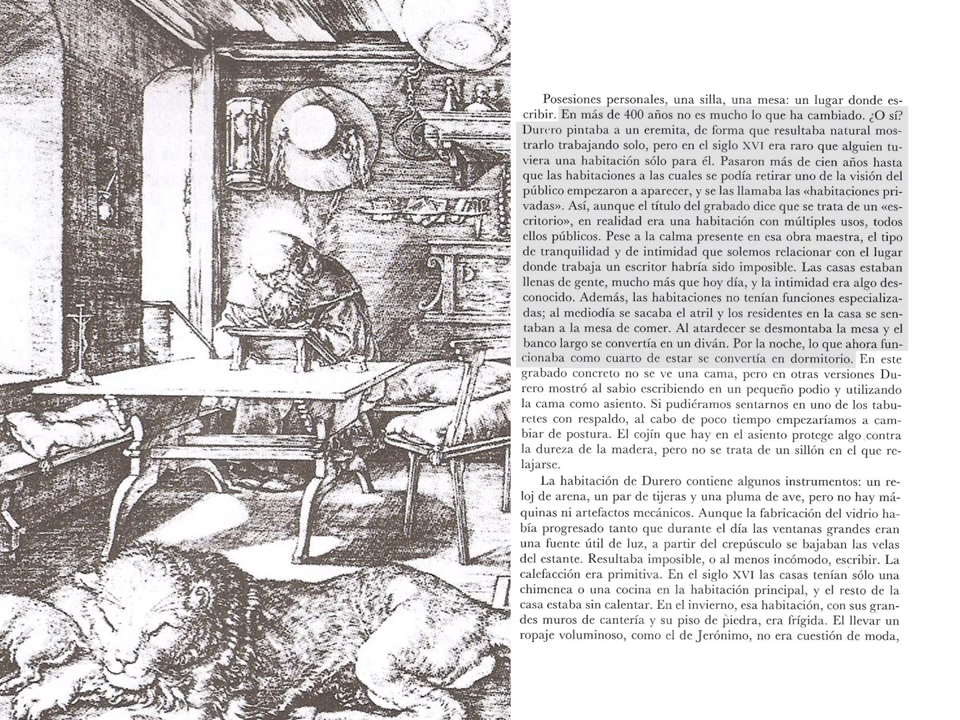 Posesiones personales, una silla, una mesa: un lugar donde es-
cribir. En más de 400 años no es mucho lo que ha cambiado. ¿O sí?
Durero pintaba a un eremita, de forma que resultaba natural mos-
trarlo trabajando solo, pero en el siglo XVI era raro que alguien tu-
viera una habitación sólo para él. Pasaron más de cien años hasta
que las habitaciones a las cuales se podía retirar uno de la visión del
público empezaron a aparecer, y se las llamaba las «habitaciones pri-
vadas». Así, aunque el título del grabado dice que se trata de un «es-
critorio», en realidad era una habitación con múltiples usos, todos
ellos públicos. Pese a la calma presente en esa obra maestra, el tipo
de tranquilidad y de intimidad que solemos relacionar con el lugar
donde trabaja un escritor habría sido imposible. Las casas estaban
llenas de gente, mucho más que hoy día, y la intimidad era algo des-
conocido. Además, las habitaciones no tenían funciones especializa-
das; al mediodía se sacaba el atril y los residentes en la casa se sen-
taban a la mesa de comer. Al atardecer se desmontaba la mesa y el
banco largo se convertía en un diván. Por la noche, lo que ahora fun-
cionaba como cuarto de estar se convertía en dormitorio. En este
grabado concreto no se ve una cama, pero en otras versiones Du-
rero mostró al sabio escribiendo en un pequeño podio y utilizando
la cama como asiento. Si pudiéramos sentarnos en uno de los tabu-
retes con respaldo, al cabo de poco tiempo empezaríamos a cam-
biar de postura. El cojín que hay en el asiento protege algo contra
la dureza de la madera, pero no se trata de un sillón en el que re-
lajarse.
La habitación de Durero contiene algunos instrumentos: un re-
loj de arena, un par de tijeras y una pluma de ave, pero no hay má-
quinas ni artefactos mecánicos. Aunque la fabricación del vidrio ha-
bía progresado tanto que durante el día las ventanas grandes eran
una fuente útil de luz, a partir del crepúsculo se bajaban las velas
del estante. Resultaba imposible, o al menos incómodo, escribir. La
calefacción era primitiva. En el siglo XVI las casas tenían sólo una
chimenea o una cocina en la habitación principal, y el resto de la
casa estaba sin calentar. En el invierno, esa habitación, con sus gran-
des muros de cantería y su piso de piedra, era frígida. El llevar un
ropaje voluminoso, como el de Jerónimo, no era cuestión de moda,